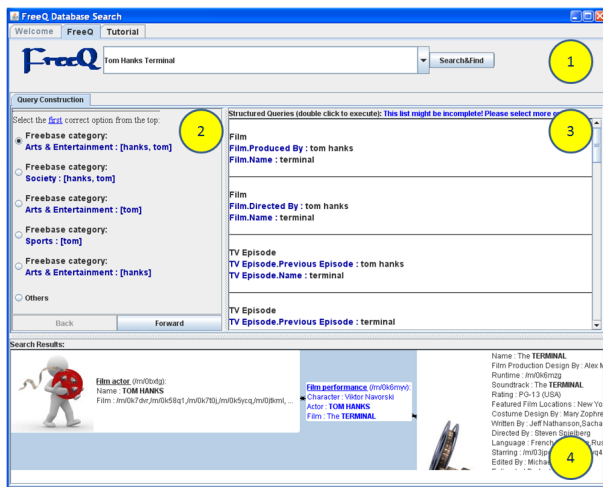 FreeQ Database Search
Welcome FreeQ Tutorial
FreeQ Tom Hanks Terminal Search&Find
1
Query Construction
Select the first correct option from the top:
2
Freebase category:
Arts & Entertainment : [hanks, tom]
Freebase category:
Society : [hanks, tom]
Freebase category:
Arts & Entertainment : [tom]
Freebase category:
Sports : [tom]
Freebase category:
Arts & Entertainment : [hanks]
Others
Back Forward
Structured Queries (double click to execute): This list might be incomplete! Please select more
3
Film
Film.Produced By : tom hanks
Film.Name : terminal
Film
Film.Directed By : tom hanks
Film.Name : terminal
TV Episode
TV Episode.Previous Episode : tom hanks
TV Episode.Name : terminal
TV Episode
TV Episode.Previous Episode : terminal
Search Results:
Film actor
Name : TOM HANKS
Film : /m/0k7dvr,/m/0k58q1,/m/0k7t0j,/m/0k5ycq,/m/0jtkml, ...
Film performance (/m/0k6myv):
Character : Viktor Navorski
Actor : TOM HANKS
Film : The TERMINAL
Name : The TERMINAL
Film Production Design By : Alex M
Runtime : /m/0k6mzg
Soundtrack : The TERMINAL
Rating : PG-13 (USA)
Featured Film Locations : New Yo
Costume Design By : Mary Zophre
Written By : Jeff Nathanson,Sacha
Directed By : Steven Spielberg
Language : French
Starring : /m/03jp
Edited By : Michae
4